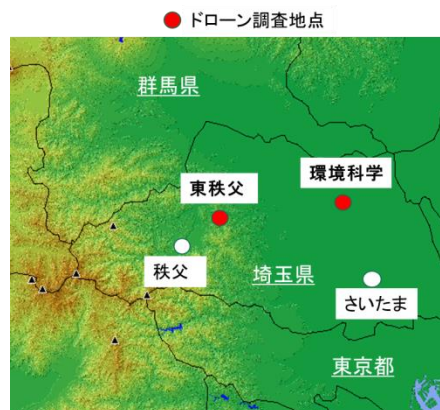 ドローン調査地点
群馬県
環境科学
東秩父
秩父
埼玉県
さいたま
東京都